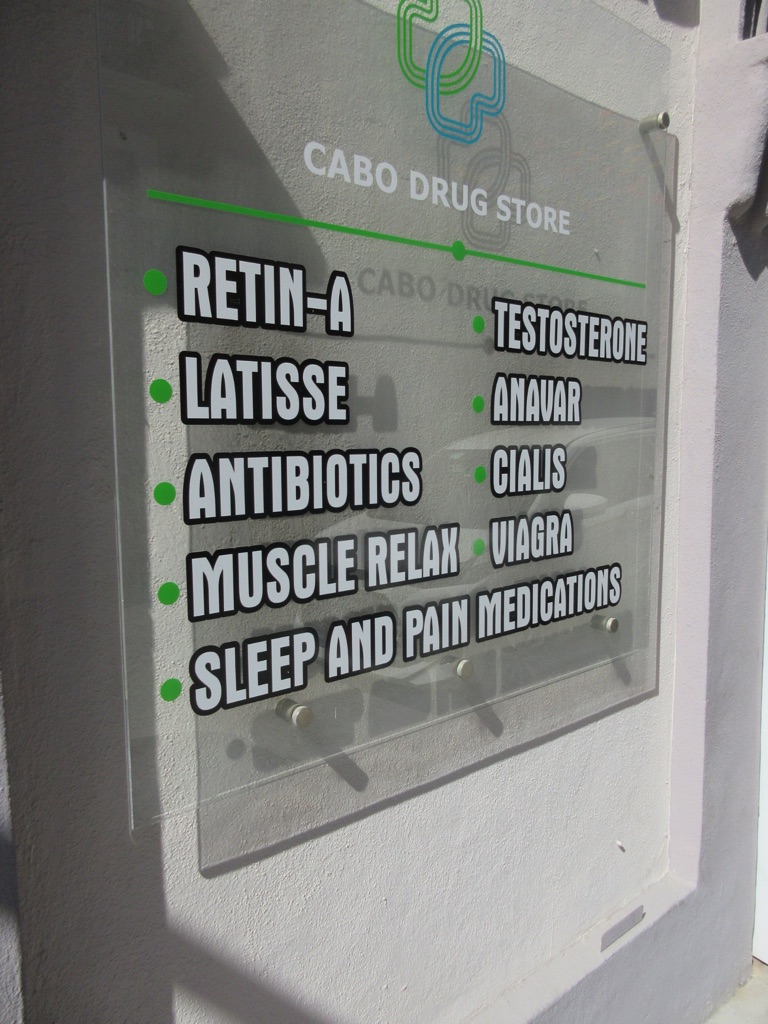 CABO DRUG STORE
RETIN-A
LATISSE
ANTIBIOTICS
MUSCLE RELAX
SLEEP AND PAIN MEDICATIONS
TESTOSTERONE
ANAVAR
CIALIS
VIAGRA